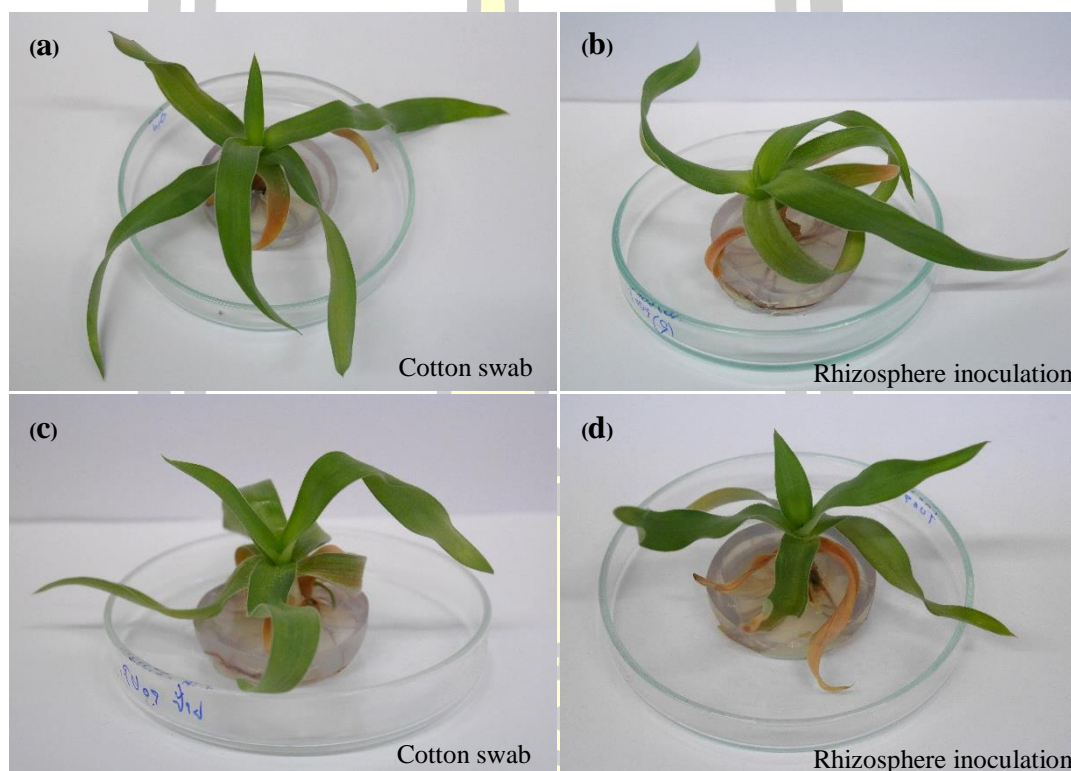 (a)
Cotton swab
(b)
Rhizosphere inoculation
(c)
Cotton swab
(d)
Rhizosphere inoculation